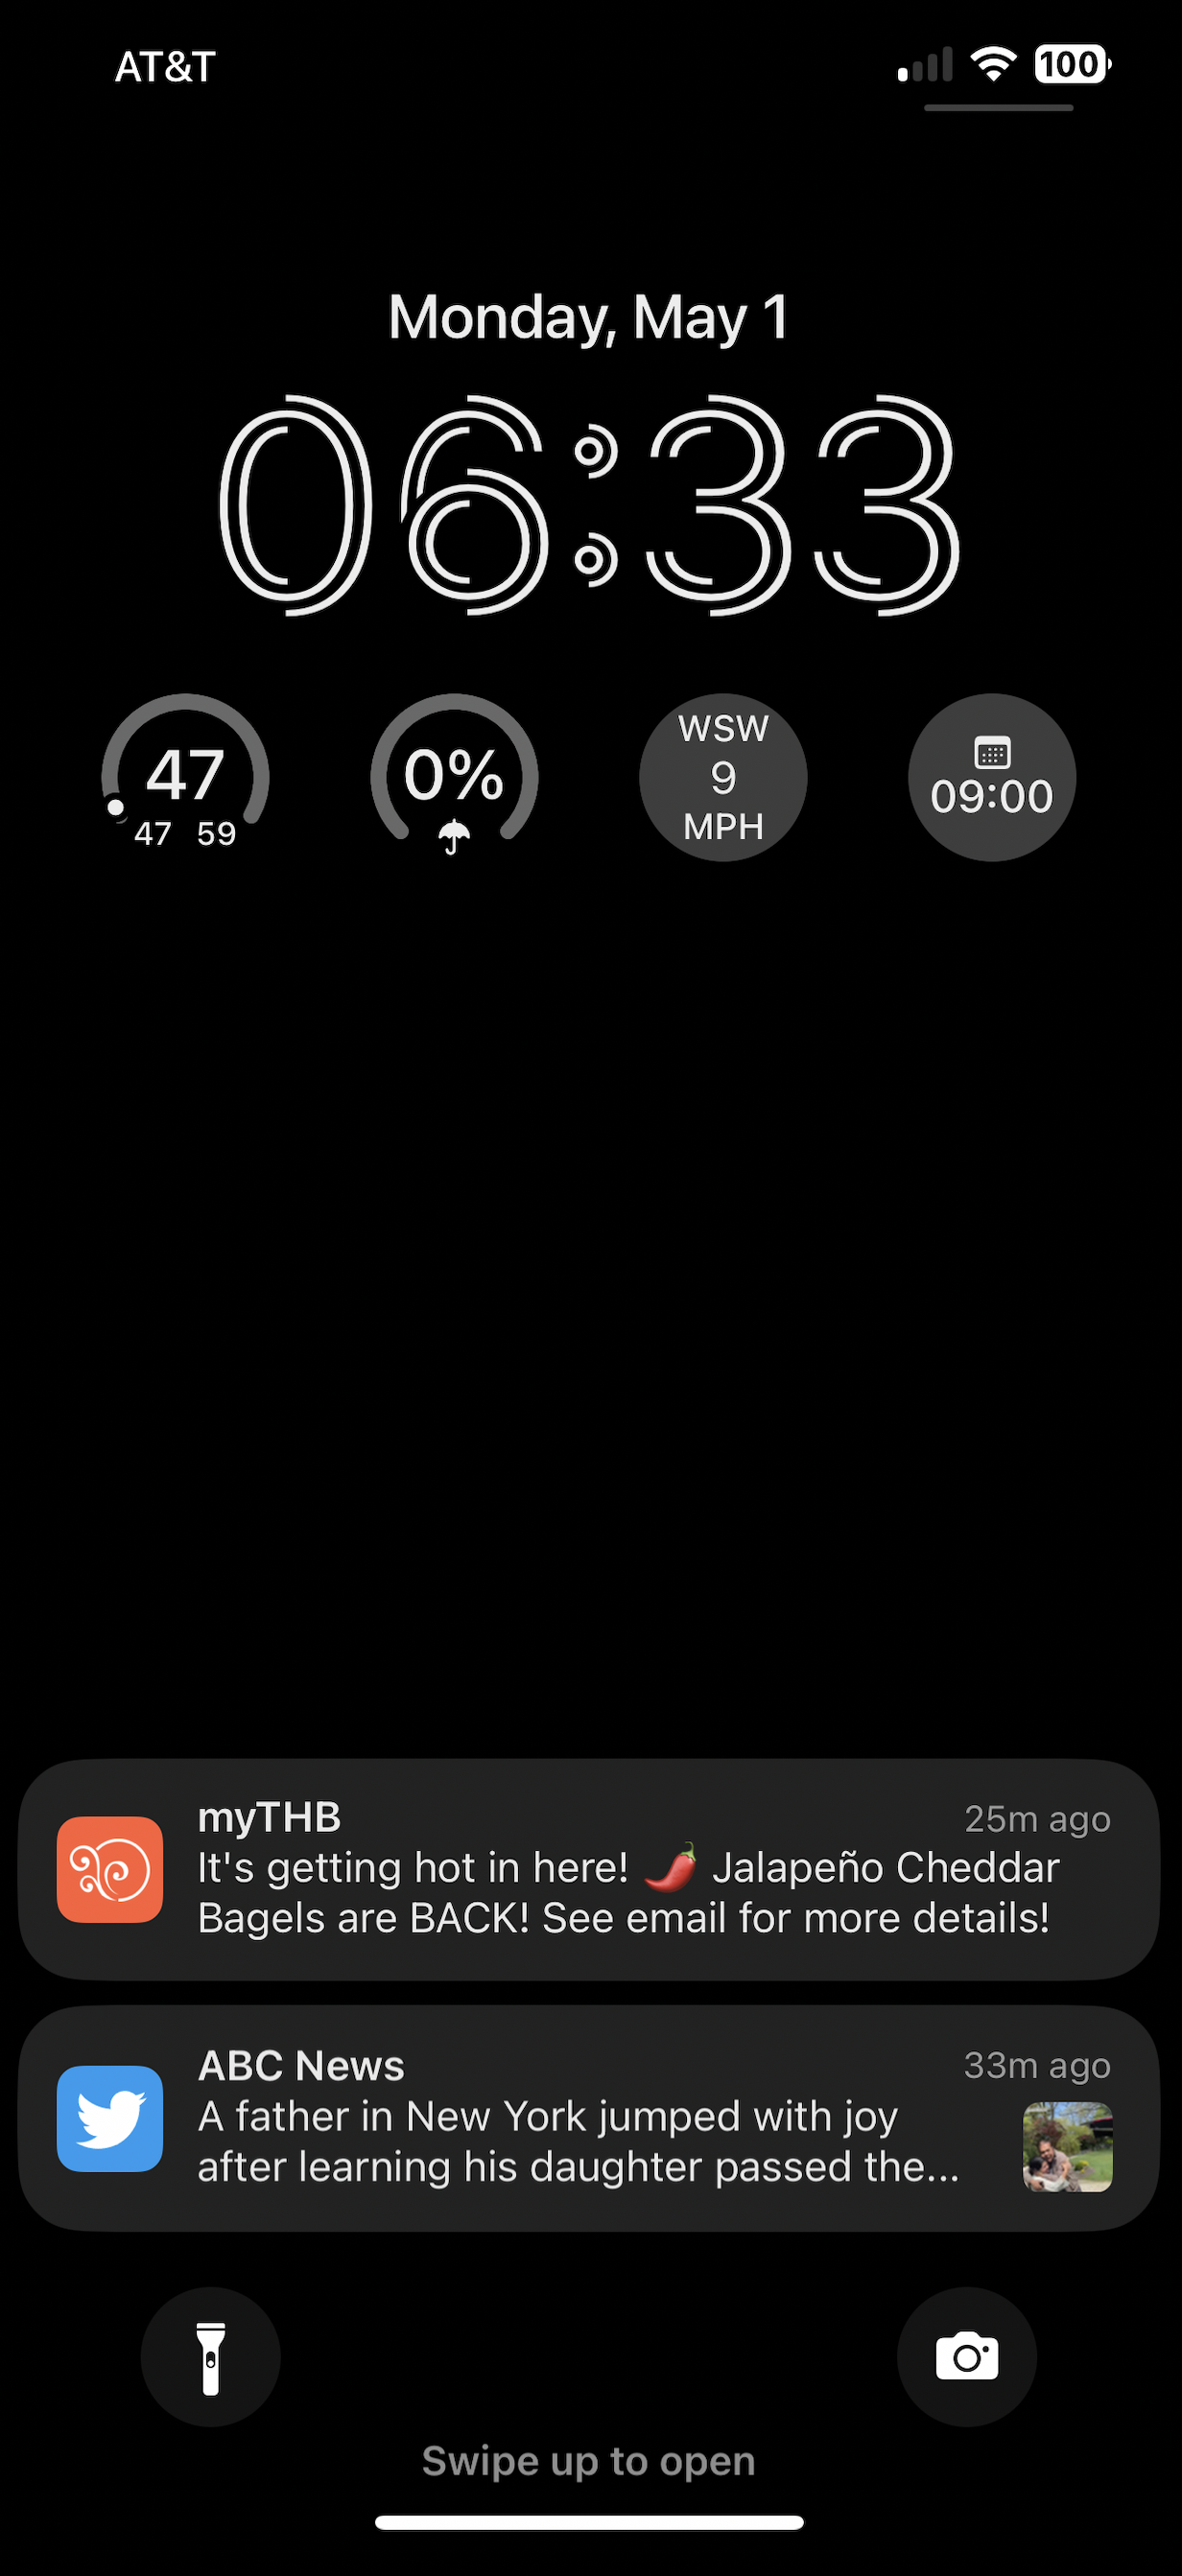 AT&T 100
Monday, May 1
06:33
47
47 59
0%
WSW
9
MPH
09:00
myTHB 25m ago
It's getting hot in here! 🌶️ Jalapeño Cheddar
Bagels are BACK! See email for more details!
ABC News 33m ago
A father in New York jumped with joy
after learning his daughter passed the...
Swipe up to open